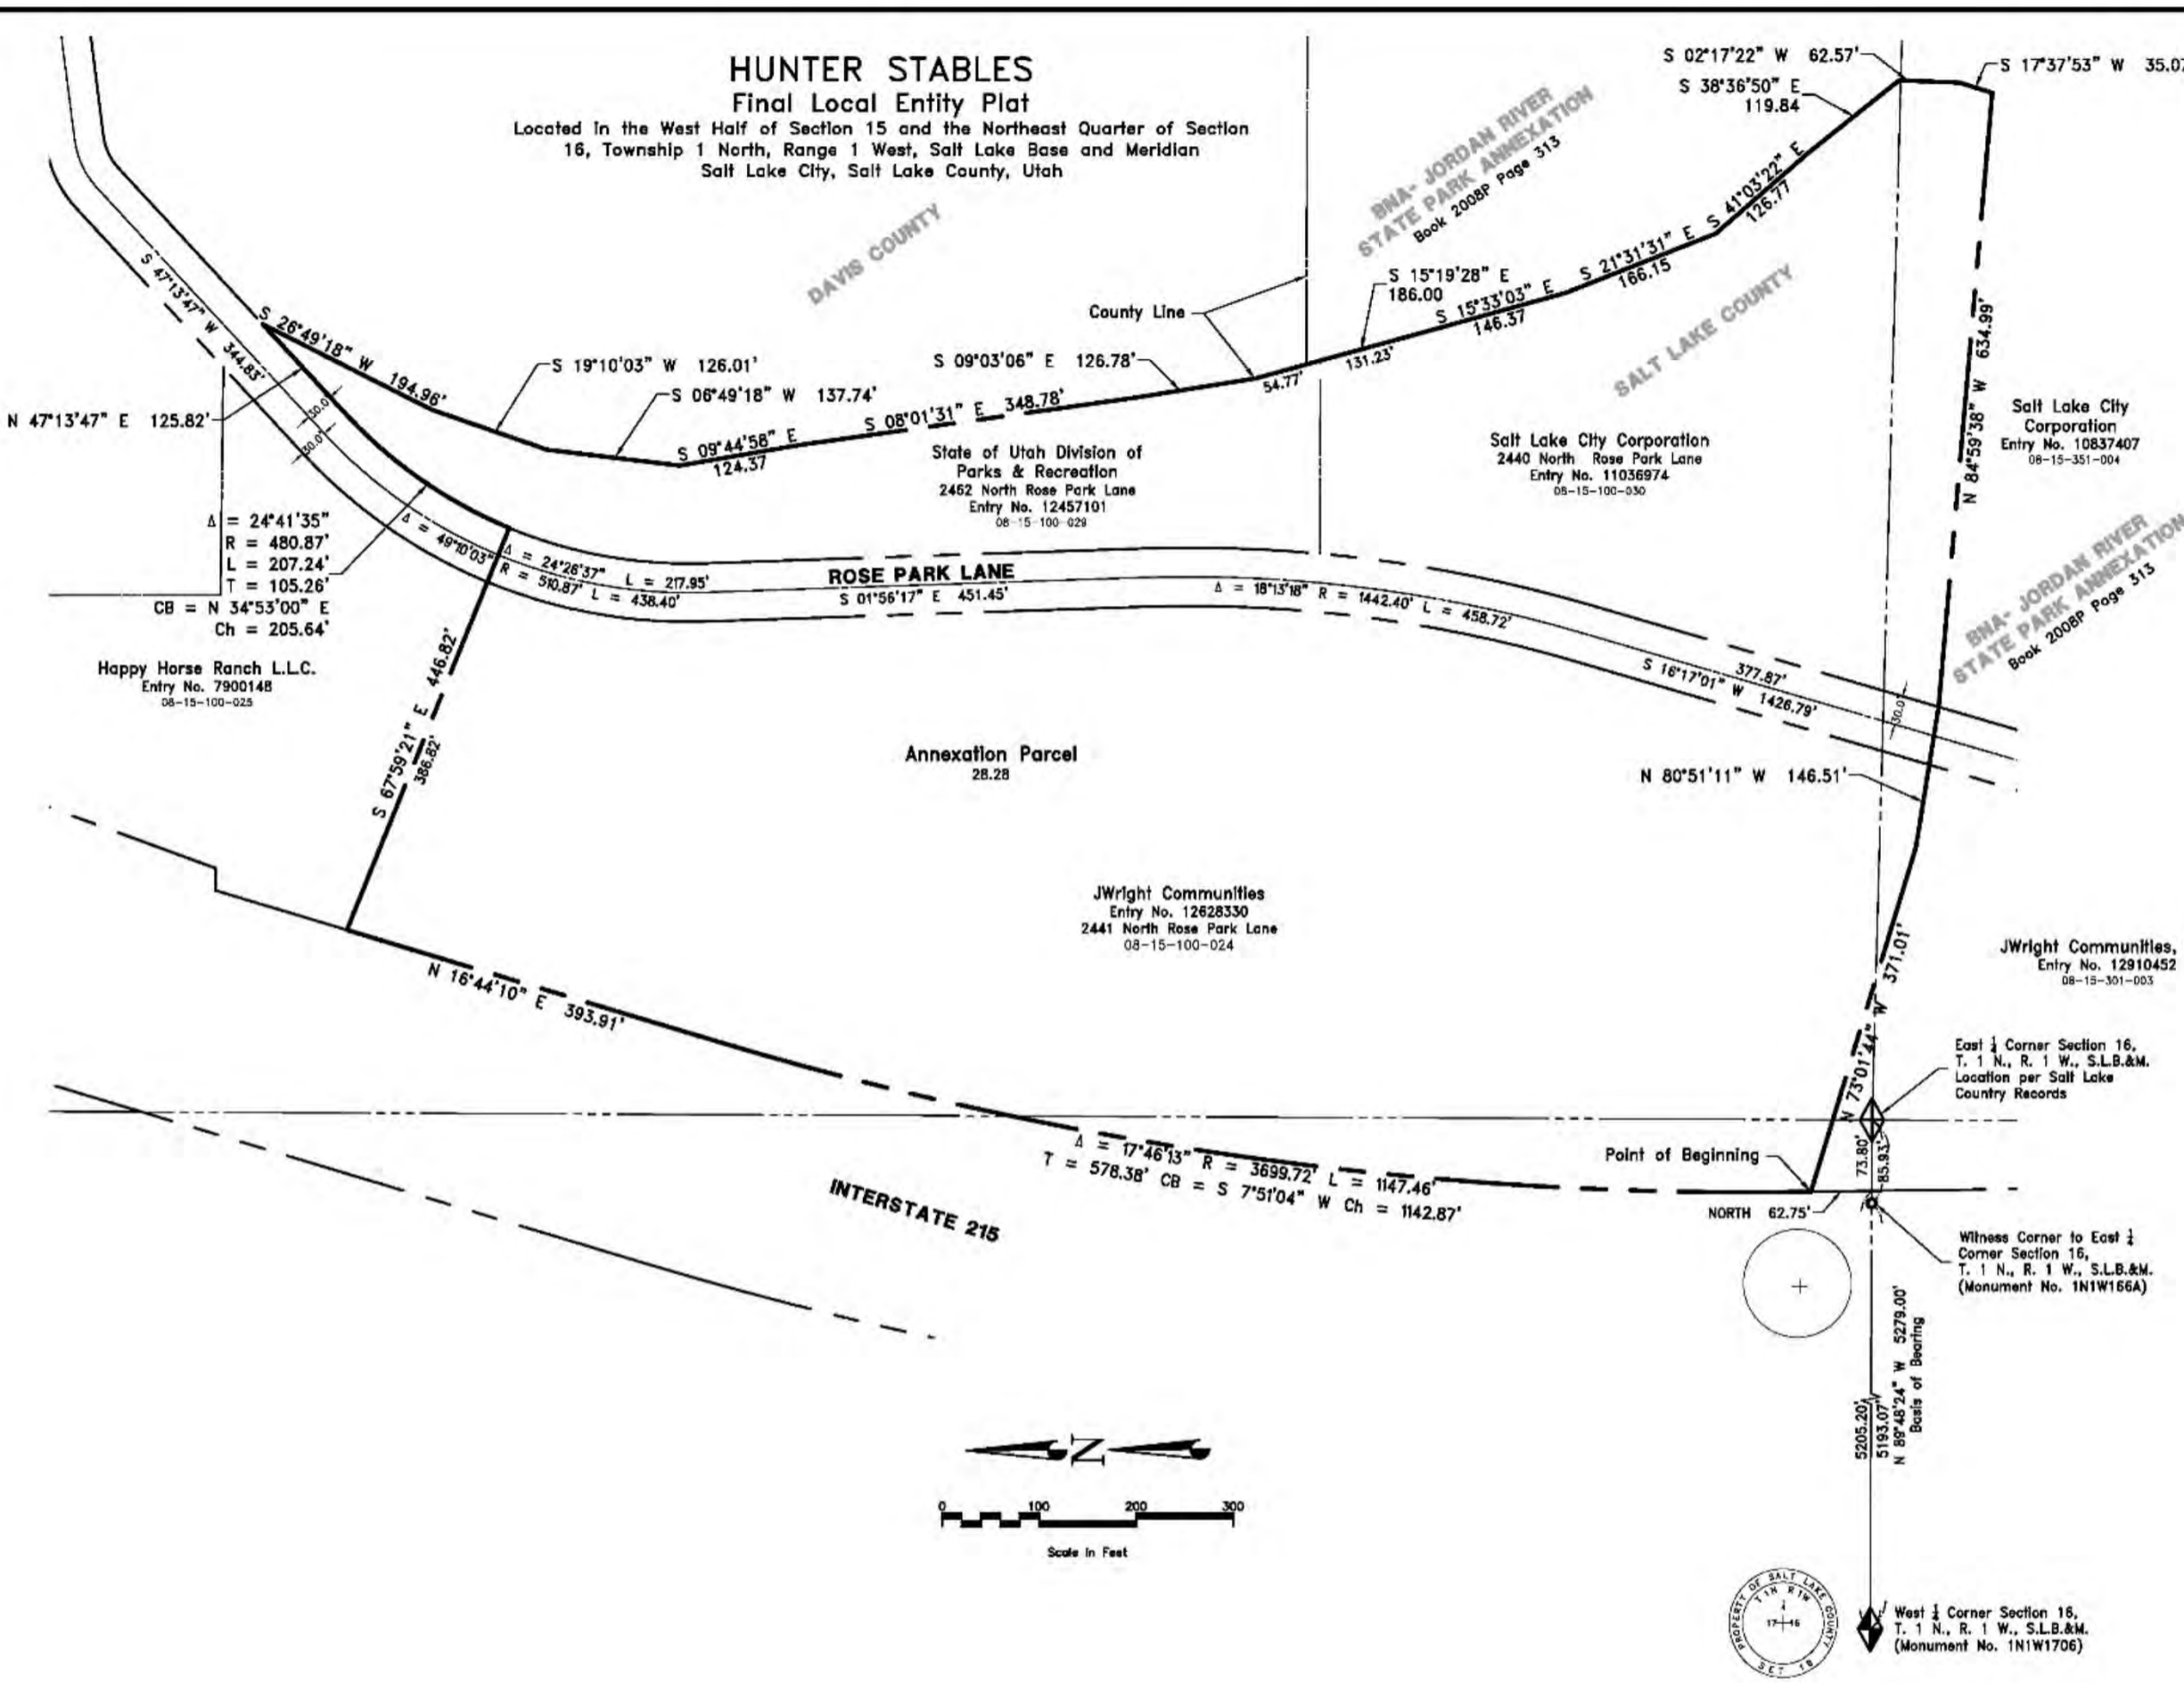 HUNTER STABLES
Final Local Entity Plat
Located in the West Half of Section 15 and the Northeast Quarter of Section
16, Township 1 North, Range 1 West, Salt Lake Base and Meridian
Salt Lake City, Salt Lake County, Utah
S 02°17'22" W 62.57'
S 17°37'53" W 35.07
S 38°36'50" E
119.84
BNA- JORDAN RIVER
STATE PARK ANNEXATION
Book 2008P Page 313
S 41°03'22" E
126.77
DAVIS COUNTY
S 47°13'47" W 344.83'
S 26°49'18" W 194.96'
County Line
S 15°19'28" E
186.00
S 21°31'31" E
166.15
SALT LAKE COUNTY
S 15°33'03" E
146.37
N 84°59'38" W 634.99'
S 19°10'03" W 126.01'
S 09°03'06" E 126.78'
54.77'
131.23'
S 06°49'18" W 137.74'
N 47°13'47" E 125.82'
30.0'
30.0'
S 09°44'58" E
124.37
S 08°01'31" E 348.78'
State of Utah Division of
Parks & Recreation
2462 North Rose Park Lane
Entry No. 12457101
08-15-100-029
Salt Lake City Corporation
2440 North Rose Park Lane
Entry No. 11036974
08-15-100-030
Salt Lake City
Corporation
Entry No. 10837407
08-15-351-004
Δ = 24°41'35"
R = 480.87'
L = 207.24'
T = 105.26'
CB = N 34°53'00" E
Ch = 205.64'
Δ = 49°10'03" R = 510.87' L = 438.40'
Δ = 24°26'37" L = 217.95'
ROSE PARK LANE
S 01°56'17" E 451.45'
Δ = 18°13'18" R = 1442.40' L = 458.72'
BNA- JORDAN RIVER
STATE PARK ANNEXATION
Book 2008P Page 313
377.87'
S 16°17'01" W 1426.79'
30.0'
Happy Horse Ranch L.L.C.
Entry No. 7900148
08-15-100-025
S 67°59'21" E 446.82'
386.82'
Annexation Parcel
28.28
N 80°51'11" W 146.51'
JWright Communities
Entry No. 12628330
2441 North Rose Park Lane
08-15-100-024
N 16°44'10" E 393.91'
N 73°01'44" W 371.01'
JWright Communities,
Entry No. 12910452
08-15-301-003
East ¼ Corner Section 16,
T. 1 N., R. 1 W., S.L.B.&M.
Location per Salt Lake
Country Records
Δ = 17°46'13" R = 3699.72' L = 1147.46'
T = 578.38' CB = S 7°51'04" W Ch = 1142.87'
Point of Beginning
73.80'
85.93'
INTERSTATE 215
NORTH 62.75'
Witness Corner to East ¼
Corner Section 16,
T. 1 N., R. 1 W., S.L.B.&M.
(Monument No. 1N1W166A)
5205.20'
5193.07'
N 89°48'24" W 5279.00'
Basis of Bearing
N
0 100 200 300
Scale In Feet
PROPERTY OF SALT LAKE COUNTY
T1N R1W
17 16
SET 18
West ¼ Corner Section 16,
T. 1 N., R. 1 W., S.L.B.&M.
(Monument No. 1N1W1706)